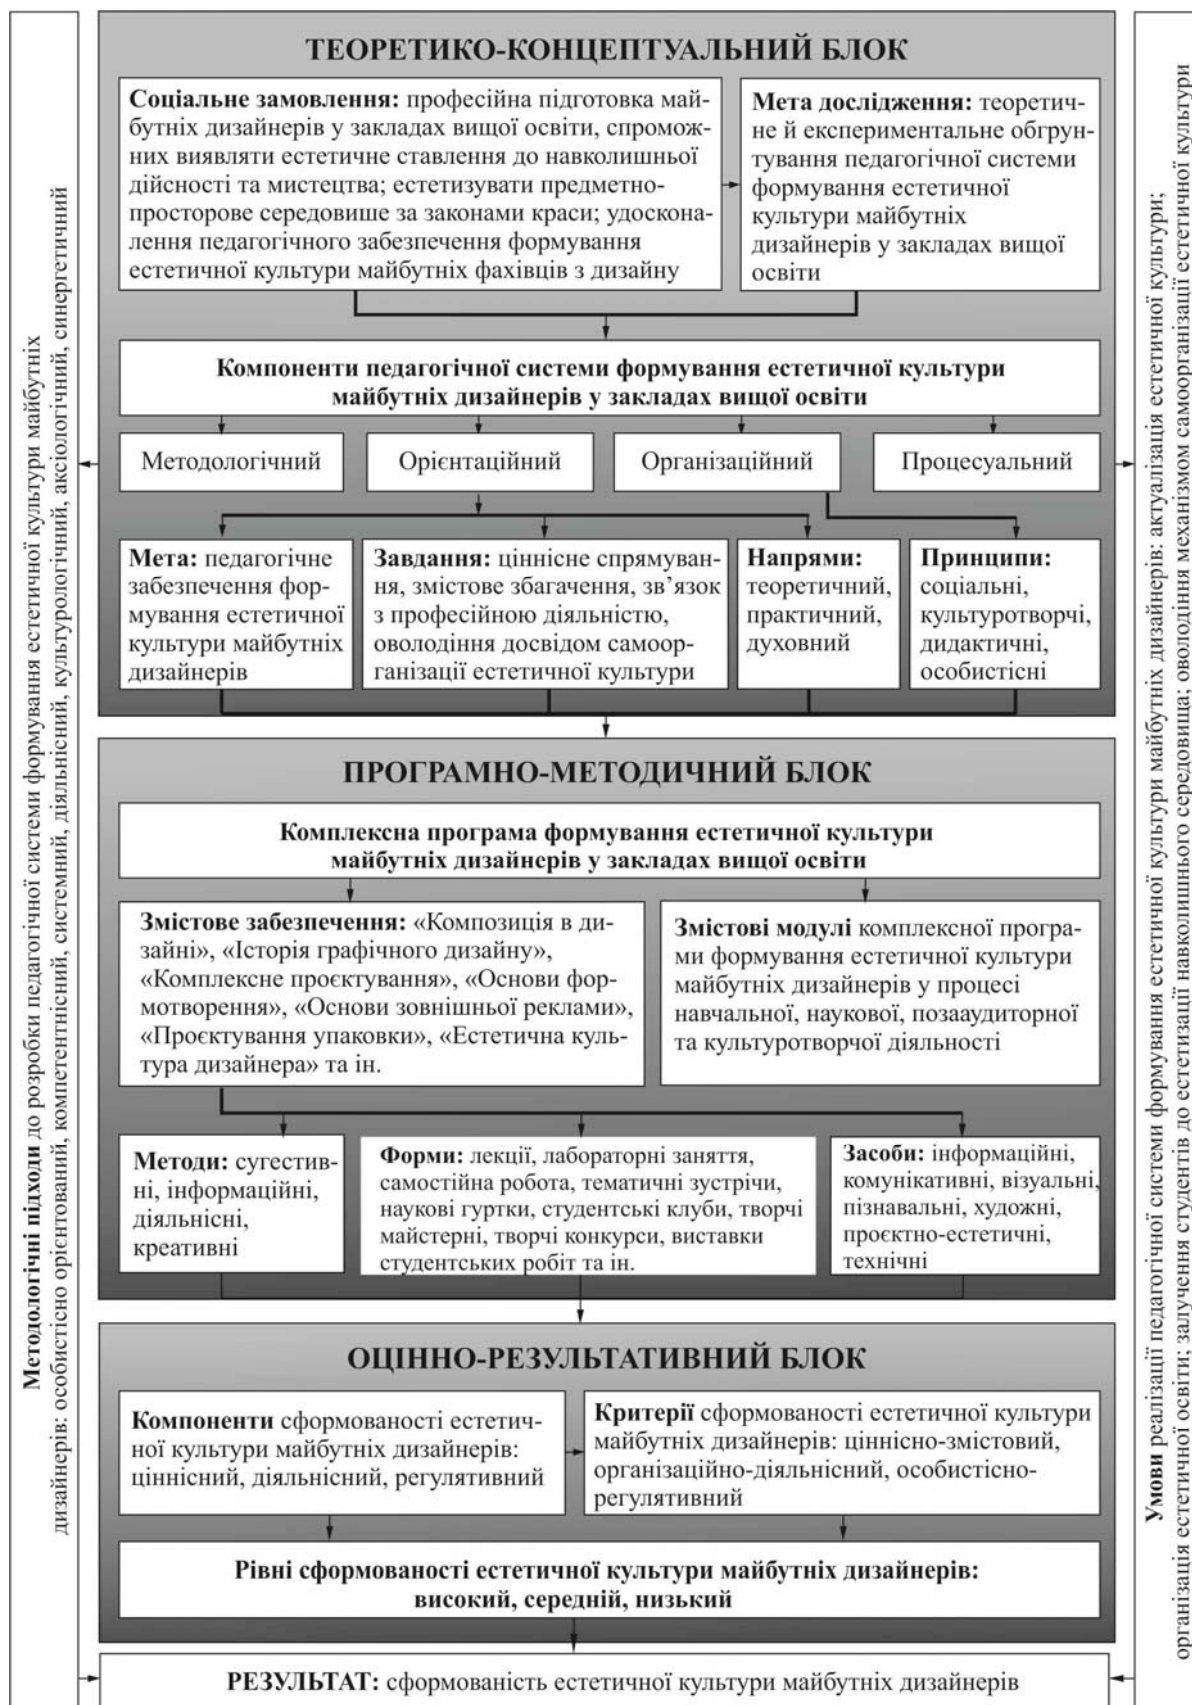 ТЕОРЕТИКО-КОНЦЕПТУАЛЬНИЙ БЛОК
Соціальне замовлення: професійна підготовка май-
бутніх дизайнерів у закладах вищої освіти, спромож-
них виявляти естетичне ставлення до навколишньої
дійсності та мистецтва; естетизувати предметно-
просторове середовище за законами краси; удоскона-
лення педагогічного забезпечення формування
естетичної культури майбутніх фахівців з дизайну
Мета дослідження: теоретич-
не й експериментальне обгрун-
тування педагогічної системи
формування естетичної
культури майбутніх
дизайнерів у закладах вищої
освіти
Компоненти педагогічної системи формування естетичної культури
майбутніх дизайнерів у закладах вищої освіти
Методологічний
Орієнтаційний
Організаційний
Процесуальний
Мета: педагогічне
забезпечення фор-
мування естетичної
культури майбутніх
дизайнерів
Завдання: ціннісне спрямуван-
ня, змістове збагачення, зв’язок
з професійною діяльністю,
оволодіння досвідом самоор-
ганізації естетичної культури
Напрями:
теоретичний,
практичний,
духовний
Принципи:
соціальні,
культуротворчі,
дидактичні,
особистісні
ПРОГРАМНО-МЕТОДИЧНИЙ БЛОК
Комплексна програма формування естетичної культури
майбутніх дизайнерів у закладах вищої освіти
Змістове забезпечення: «Композиція в ди-
зайні», «Історія графічного дизайну»,
«Комплексне проєктування», «Основи фор-
мотворення», «Основи зовнішньої реклами»,
«Проєктування упаковки», «Естетична куль-
тура дизайнера» та ін.
Змістові модулі комплексної програ-
ми формування естетичної культури
майбутніх дизайнерів у процесі
навчальної, наукової, позааудиторної
та культуротворчої діяльності
Методи: сугестив-
ні, інформаційні,
діяльнісні,
креативні
Форми: лекції, лабораторні заняття,
самостійна робота, тематичні зустрічи,
наукові гуртки, студентські клуби, творчі
майстерні, творчі конкурси, виставки
студентських робіт та ін.
Засоби: інформаційні,
комунікативні, візуальні,
пізнавальні, художні,
проєктно-естетичні,
технічні
ОЦІННО-РЕЗУЛЬТАТИВНИЙ БЛОК
Компоненти сформованості естетич-
ної культури майбутніх дизайнерів:
ціннісний, діяльнісний, регулятивний
Критерії сформованості естетичної культури
майбутніх дизайнерів: ціннісно-змістовий,
організаційно-діяльнісний, особистісно-
регулятивний
Рівні сформованості естетичної культури майбутніх дизайнерів:
високий, середній, низький
РЕЗУЛЬТАТ: сформованість естетичної культури майбутніх дизайнерів
Методологічні підходи до розробки педагогічної системи формування естетичної культури майбутніх
дизайнерів: особистісно орієнтований, компетентнісний, системний, діяльнісний, культурологічний, аксіологічний, синергетичний
Умови реалізації педагогічної системи формування естетичної культури майбутніх дизайнерів: актуалізація естетичної культури;
організація естетичної освіти; залучення студентів до естетизації навколишнього середовища; оволодіння механізмом самоорганізації естетичної культури